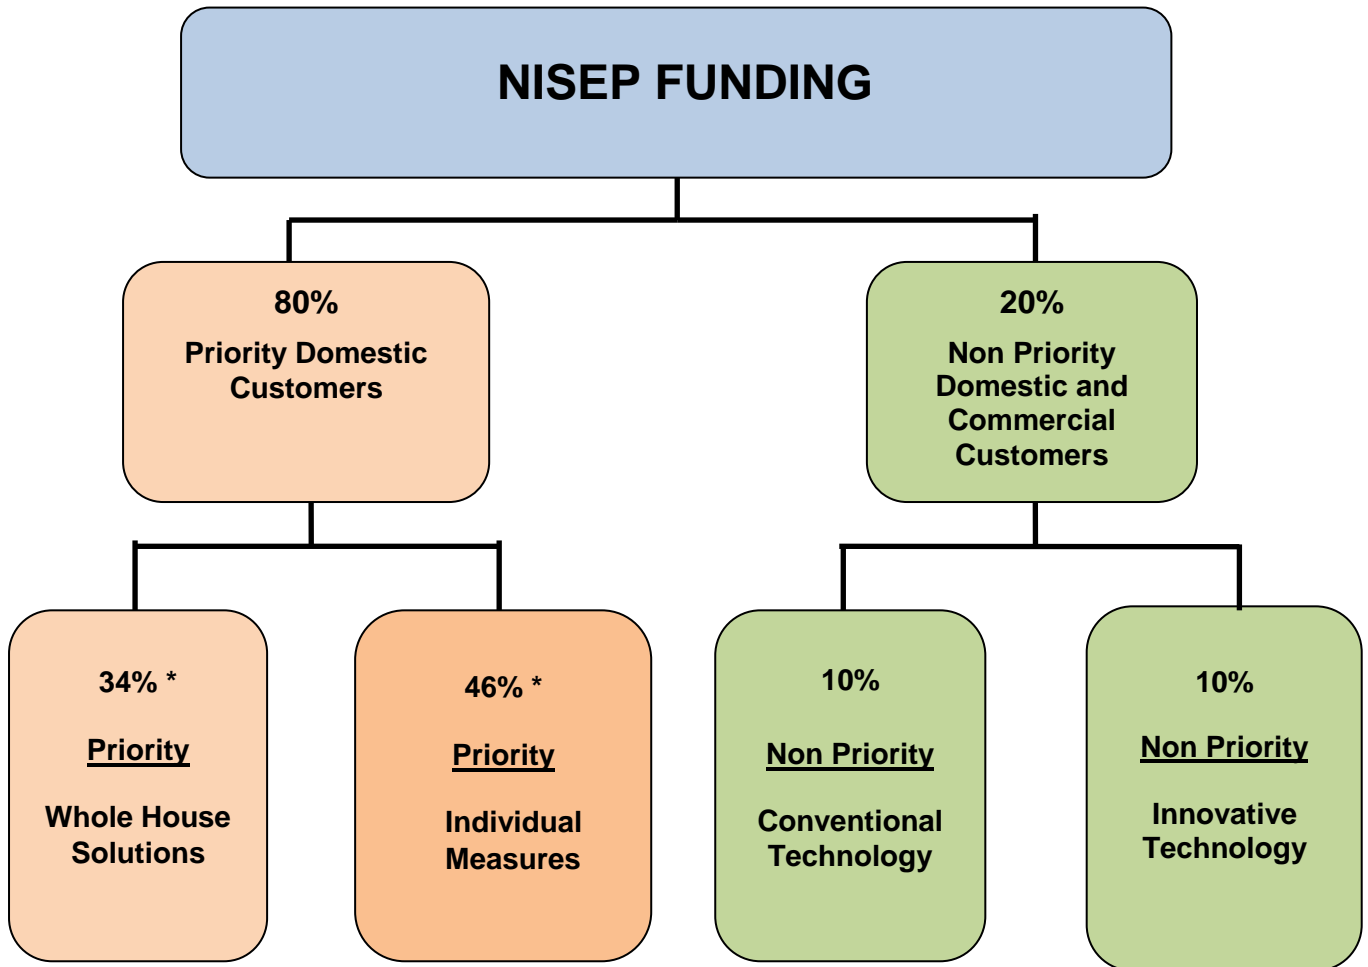 NISEP FUNDING
80%
Priority Domestic
Customers
20%
Non Priority
Domestic and
Commercial
Customers
34% *
Priority
Whole House
Solutions
46% *
Priority
Individual
Measures
10%
Non Priority
Conventional
Technology
10%
Non Priority
Innovative
Technology